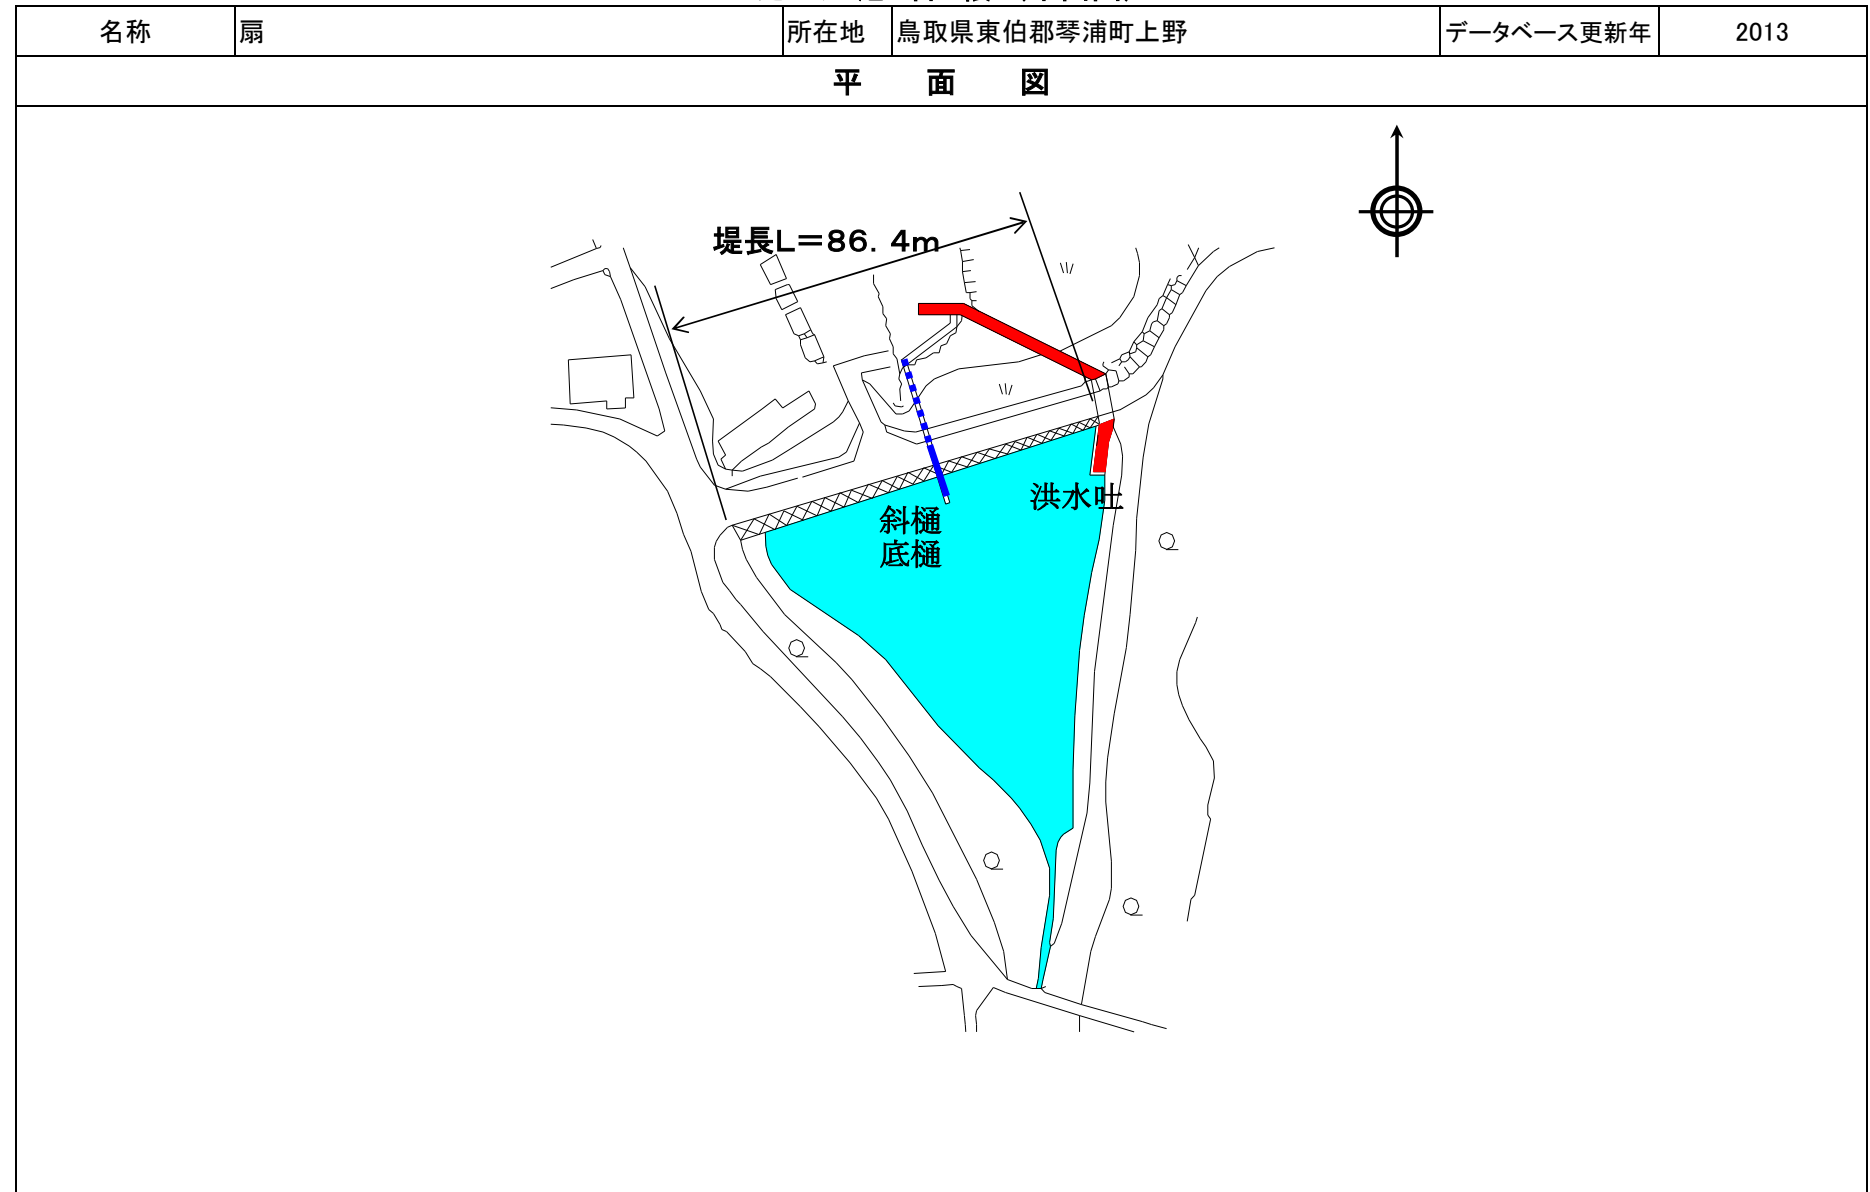 名称 扇 所在地 鳥取県東伯郡琴浦町上野 データベース更新年 2013
平 面 図
堤長L＝86．4m
洪水吐
斜樋
底樋